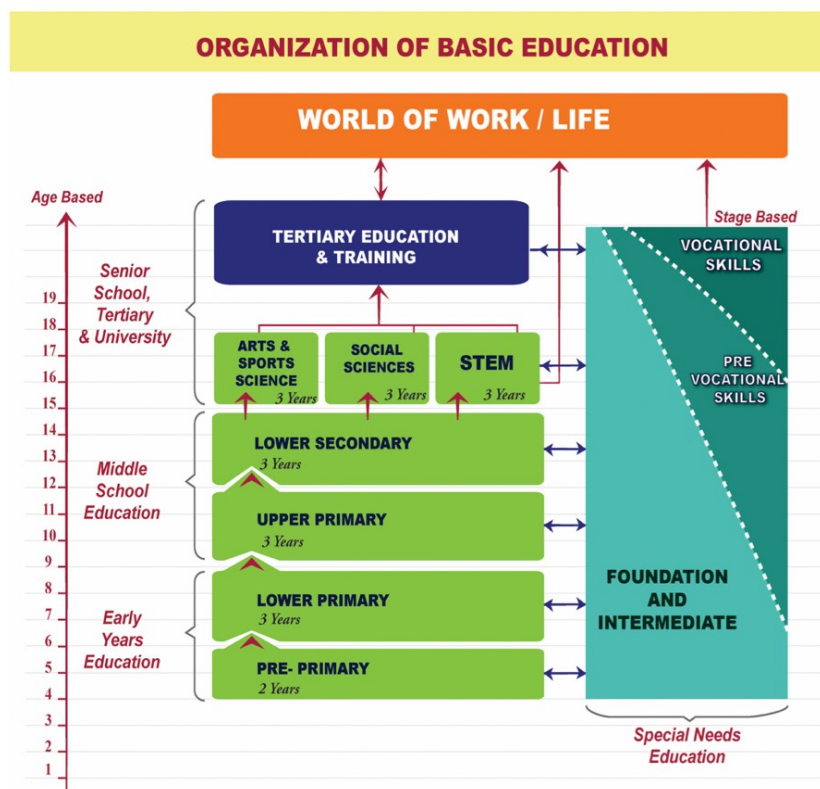 ORGANIZATION OF BASIC EDUCATION
WORLD OF WORK / LIFE
Age Based
Stage Based
TERTIARY EDUCATION
& TRAINING
VOCATIONAL
SKILLS
Senior
School,
Tertiary
& University
19
18
17
16
15
ARTS &
SPORTS
SCIENCE
3 Years
SOCIAL
SCIENCES
3 Years
STEM
3 Years
PRE
VOCATIONAL
SKILLS
14
13
12
11
10
9
Middle
School
Education
LOWER SECONDARY
3 Years
UPPER PRIMARY
3 Years
8
7
6
5
4
Early
Years
Education
LOWER PRIMARY
3 Years
PRE- PRIMARY
2 Years
FOUNDATION
AND
INTERMEDIATE
3
2
1
Special Needs
Education